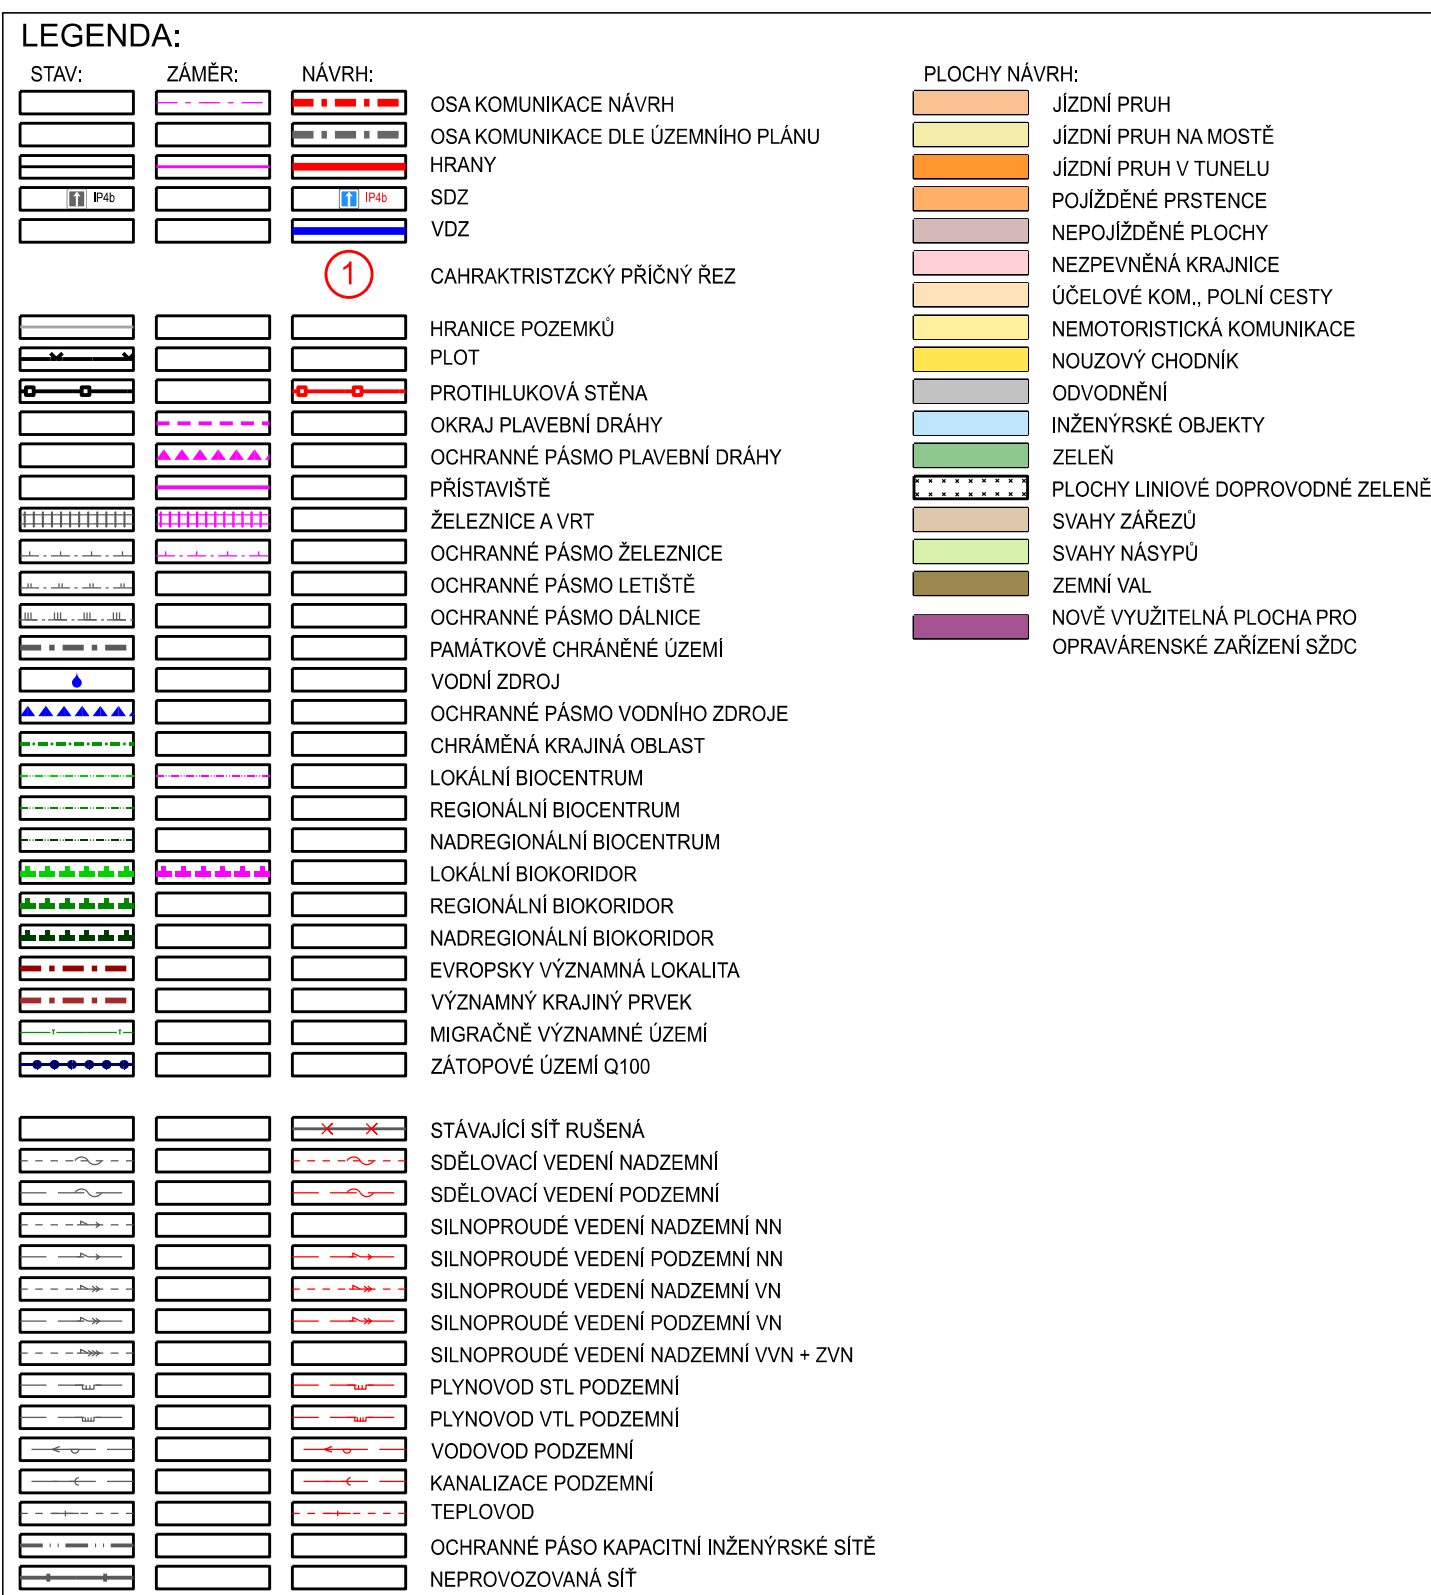 LEGENDA:
STAV:
ZÁMĚR:
NÁVRH:
OSA KOMUNIKACE NÁVRH
OSA KOMUNIKACE DLE ÚZEMNÍHO PLÁNU
HRANY
IP4b
IP4b
SDZ
VDZ
1
CAHRAKTRISTZCKÝ PŘÍČNÝ ŘEZ
HRANICE POZEMKŮ
PLOT
PROTIHLUKOVÁ STĚNA
OKRAJ PLAVEBNÍ DRÁHY
OCHRANNÉ PÁSMO PLAVEBNÍ DRÁHY
PŘÍSTAVIŠTĚ
ŽELEZNICE A VRT
OCHRANNÉ PÁSMO ŽELEZNICE
OCHRANNÉ PÁSMO LETIŠTĚ
OCHRANNÉ PÁSMO DÁLNICE
PAMÁTKOVĚ CHRÁNĚNÉ ÚZEMÍ
VODNÍ ZDROJ
OCHRANNÉ PÁSMO VODNÍHO ZDROJE
CHRÁMĚNÁ KRAJINÁ OBLAST
LOKÁLNÍ BIOCENTRUM
REGIONÁLNÍ BIOCENTRUM
NADREGIONÁLNÍ BIOCENTRUM
LOKÁLNÍ BIOKORIDOR
REGIONÁLNÍ BIOKORIDOR
NADREGIONÁLNÍ BIOKORIDOR
EVROPSKY VÝZNAMNÁ LOKALITA
VÝZNAMNÝ KRAJINÝ PRVEK
MIGRAČNĚ VÝZNAMNÉ ÚZEMÍ
ZÁTOPOVÉ ÚZEMÍ Q100
STÁVAJÍCÍ SÍŤ RUŠENÁ
SDĚLOVACÍ VEDENÍ NADZEMNÍ
SDĚLOVACÍ VEDENÍ PODZEMNÍ
SILNOPROUDÉ VEDENÍ NADZEMNÍ NN
SILNOPROUDÉ VEDENÍ PODZEMNÍ NN
SILNOPROUDÉ VEDENÍ NADZEMNÍ VN
SILNOPROUDÉ VEDENÍ PODZEMNÍ VN
SILNOPROUDÉ VEDENÍ NADZEMNÍ VVN + ZVN
PLYNOVOD STL PODZEMNÍ
PLYNOVOD VTL PODZEMNÍ
VODOVOD PODZEMNÍ
KANALIZACE PODZEMNÍ
TEPLOVOD
OCHRANNÉ PÁSO KAPACITNÍ INŽENÝRSKÉ SÍTĚ
NEPROVOZOVANÁ SÍŤ
PLOCHY NÁVRH:
JÍZDNÍ PRUH
JÍZDNÍ PRUH NA MOSTĚ
JÍZDNÍ PRUH V TUNELU
POJÍŽDĚNÉ PRSTENCE
NEPOJÍŽDĚNÉ PLOCHY
NEZPEVNĚNÁ KRAJNICE
ÚČELOVÉ KOM., POLNÍ CESTY
NEMOTORISTICKÁ KOMUNIKACE
NOUZOVÝ CHODNÍK
ODVODNĚNÍ
INŽENÝRSKÉ OBJEKTY
ZELEŇ
PLOCHY LINIOVÉ DOPROVODNÉ ZELENĚ
SVAHY ZÁŘEZŮ
SVAHY NÁSYPŮ
ZEMNÍ VAL
NOVĚ VYUŽITELNÁ PLOCHA PRO
OPRAVÁRENSKÉ ZAŘÍZENÍ SŽDC